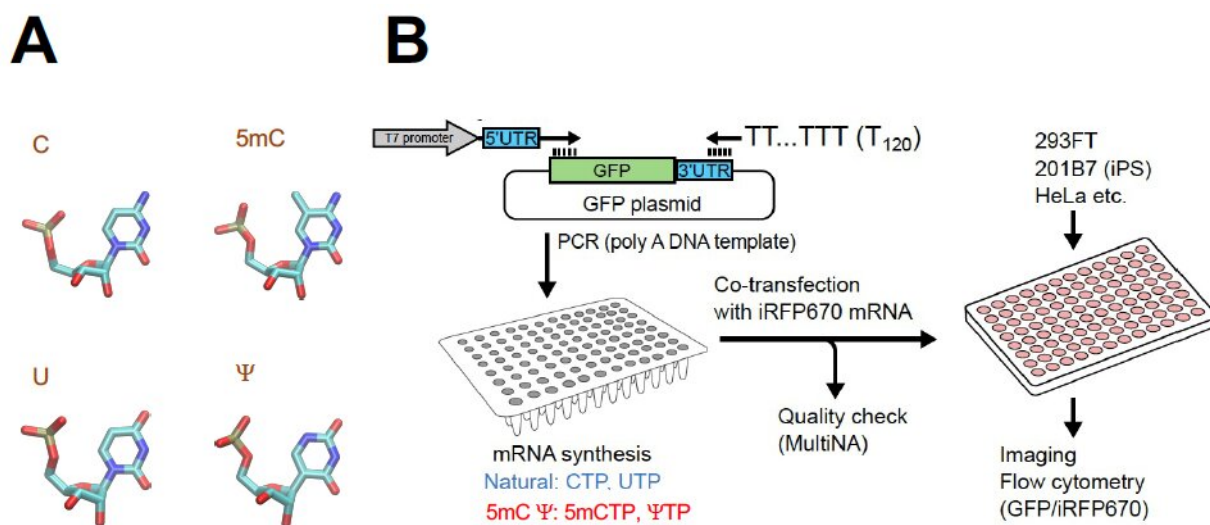 A
B
C
5mC
U
Ψ
T7 promoter
5'UTR
TT...TTT (T120)
GFP
3'UTR
GFP plasmid
PCR (poly A DNA template)
mRNA synthesis
Natural: CTP, UTP
5mC Ψ: 5mCTP, ΨTP
Co-transfection
with iRFP670 mRNA
Quality check
(MultiNA)
293FT
201B7 (iPS)
HeLa etc.
Imaging
Flow cytometry
(GFP/iRFP670)